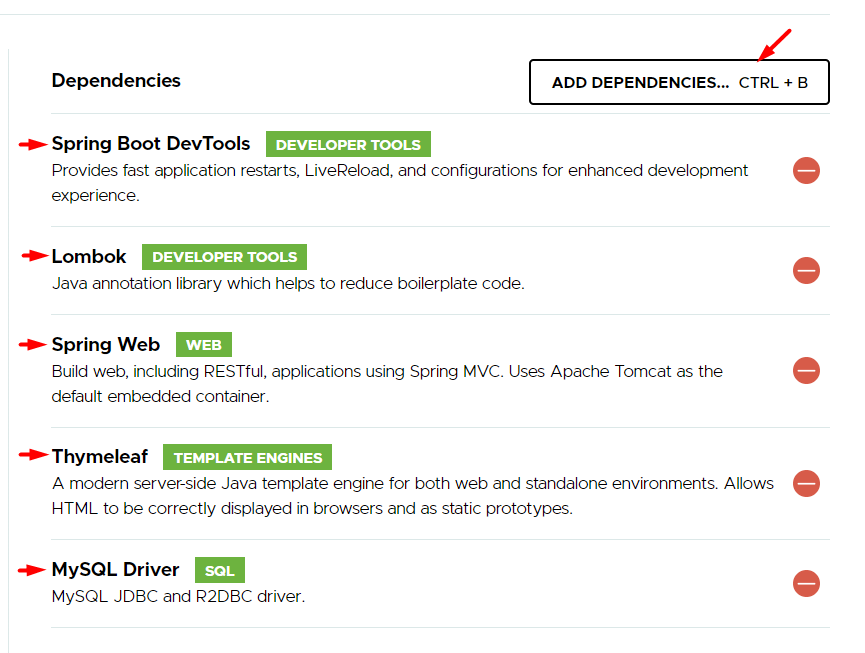 Dependencies
ADD DEPENDENCIES... CTRL + B
Spring Boot DevTools DEVELOPER TOOLS
Provides fast application restarts, LiveReload, and configurations for enhanced development
experience.
Lombok DEVELOPER TOOLS
Java annotation library which helps to reduce boilerplate code.
Spring Web WEB
Build web, including RESTful, applications using Spring MVC. Uses Apache Tomcat as the
default embedded container.
Thymeleaf TEMPLATE ENGINES
A modern server-side Java template engine for both web and standalone environments. Allows
HTML to be correctly displayed in browsers and as static prototypes.
MySQL Driver SQL
MySQL JDBC and R2DBC driver.